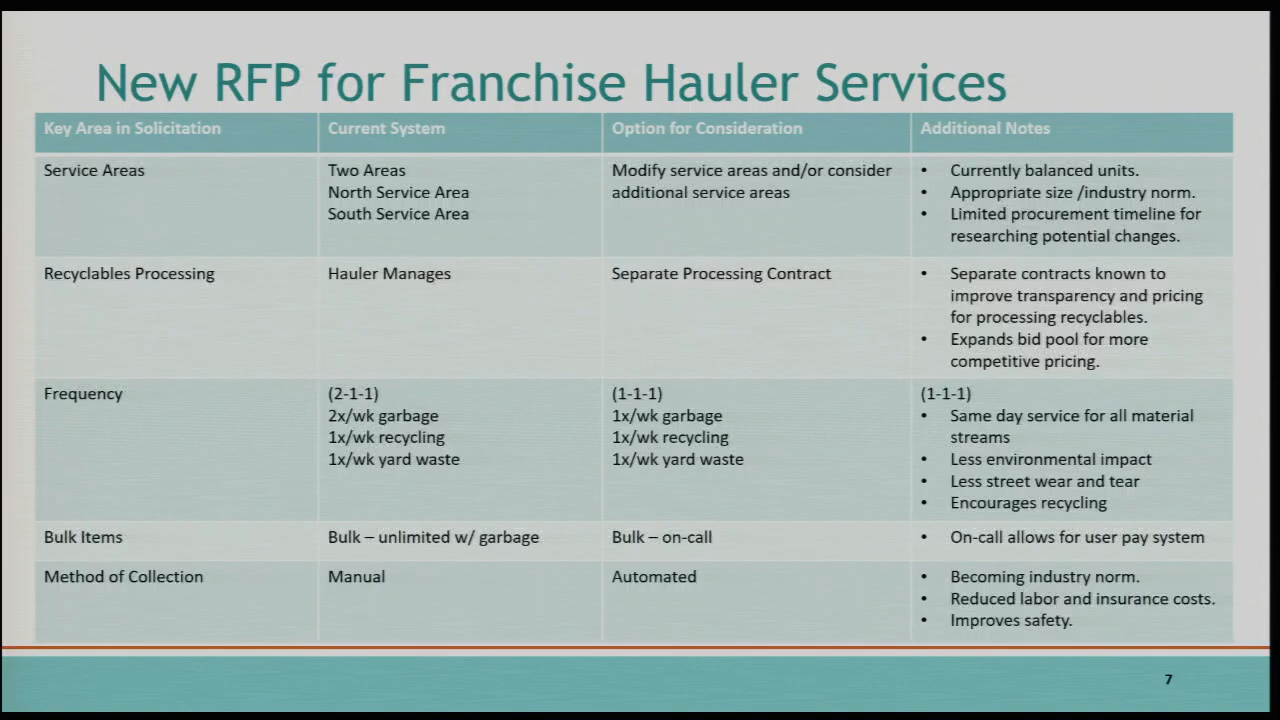 New RFP for Franchise Hauler Services
Key Area in Solicitation
Current System
Option for Consideration
Additional Notes
Service Areas
Two Areas
North Service Area
South Service Area
Modify service areas and/or consider
additional service areas
• Currently balanced units.
• Appropriate size /industry norm.
• Limited procurement timeline for
researching potential changes.
Recyclables Processing
Hauler Manages
Separate Processing Contract
• Separate contracts known to
improve transparency and pricing
for processing recyclables.
• Expands bid pool for more
competitive pricing.
Frequency
(2-1-1)
2x/wk garbage
1x/wk recycling
1x/wk yard waste
(1-1-1)
1x/wk garbage
1x/wk recycling
1x/wk yard waste
(1-1-1)
• Same day service for all material
streams
• Less environmental impact
• Less street wear and tear
• Encourages recycling
Bulk Items
Bulk – unlimited w/ garbage
Bulk – on-call
• On-call allows for user pay system
Method of Collection
Manual
Automated
• Becoming industry norm.
• Reduced labor and insurance costs.
• Improves safety.
7